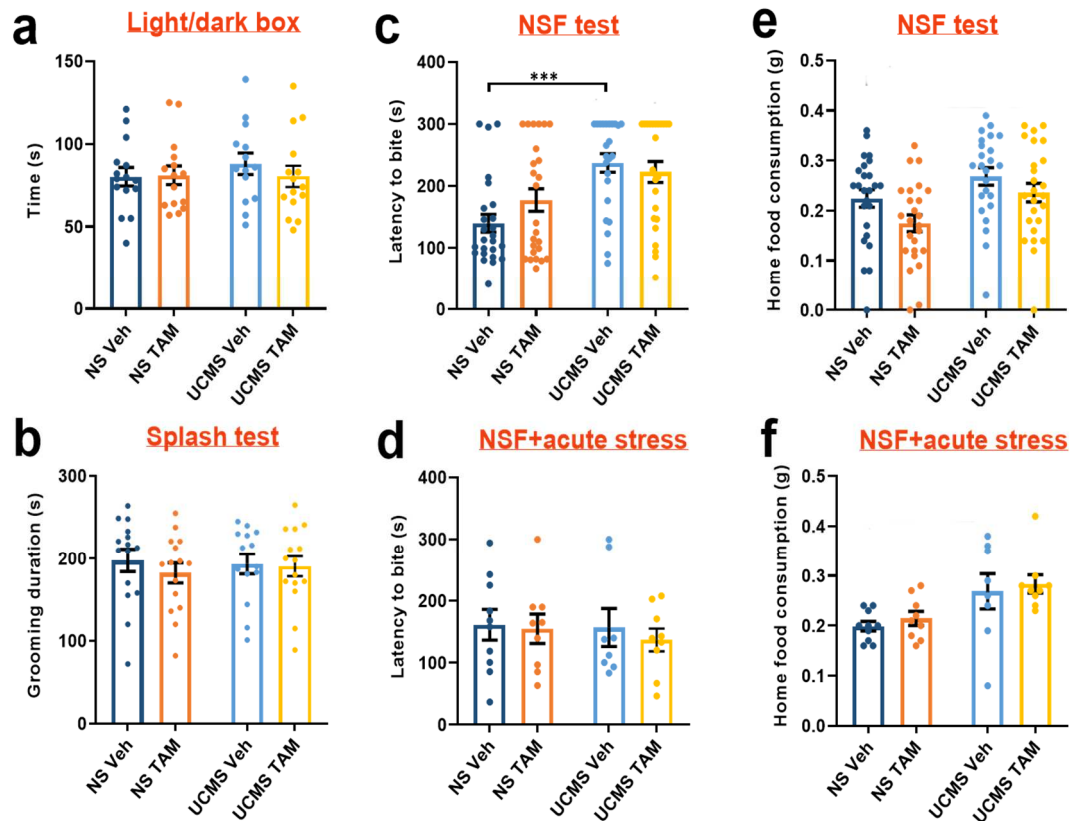 a
Light/dark box
Time (s)
150
100
50
0
NS Veh
NS TAM
UCMS Veh
UCMS TAM
c
NSF test
Latency to bite (s)
400
300
200
100
0
***
NS Veh
NS TAM
UCMS Veh
UCMS TAM
e
NSF test
Home food consumption (g)
0.5
0.4
0.3
0.2
0.1
0.0
NS Veh
NS TAM
UCMS Veh
UCMS TAM
b
Splash test
Grooming duration (s)
300
200
100
0
NS Veh
NS TAM
UCMS Veh
UCMS TAM
d
NSF+acute stress
Latency to bite (s)
400
300
200
100
0
NS Veh
NS TAM
UCMS Veh
UCMS TAM
f
NSF+acute stress
Home food consumption (g)
0.5
0.4
0.3
0.2
0.1
0.0
NS Veh
NS TAM
UCMS Veh
UCMS TAM